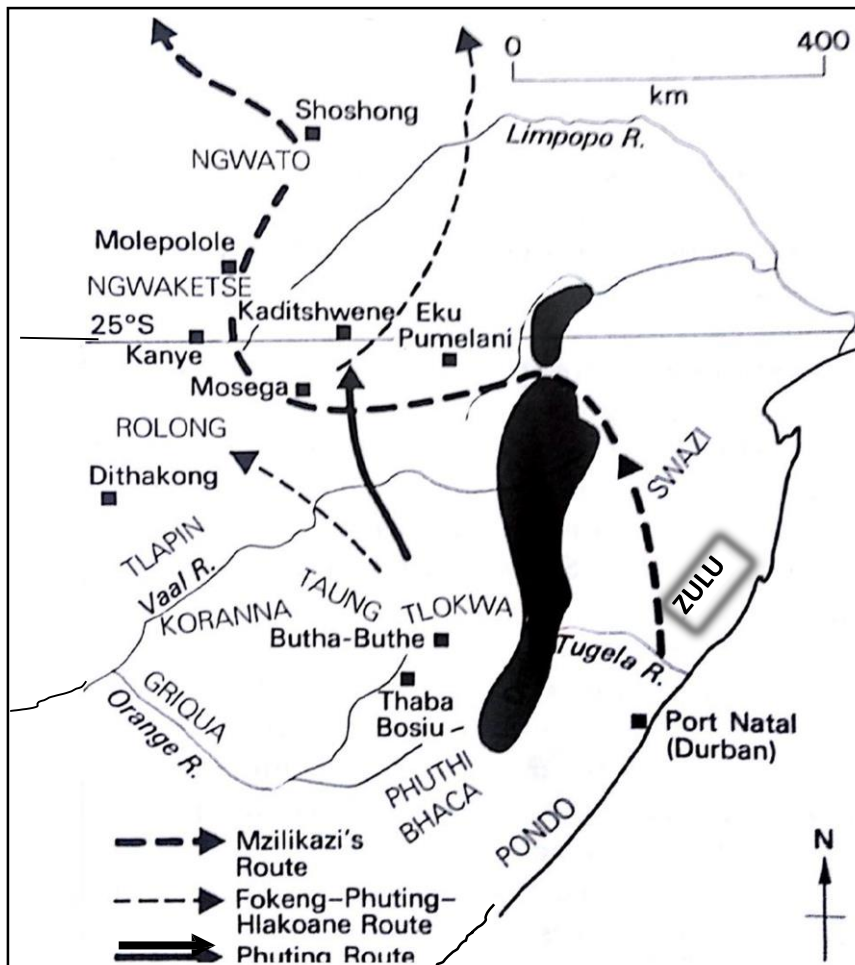 0 400
km
Shoshong
NGWATO
Limpopo R.
Molepolole
NGWAKETSE
Kaditshwene
Eku
Pumelani
25°S
Kanye
Mosega
ROLONG
Dithakong
SWAZI
TLAPIN
Vaal R.
ZULU
TAUNG
TLOKWA
KORANNA
Butha-Buthe
Tugela R.
GRIQUA
Orange R.
Thaba
Bosiu
Port Natal
(Durban)
PHUTHI
BHACA
PONDO
N
Mzilikazi's
Route
Fokeng–Phuting–
Hlakoane Route
Phuting Route